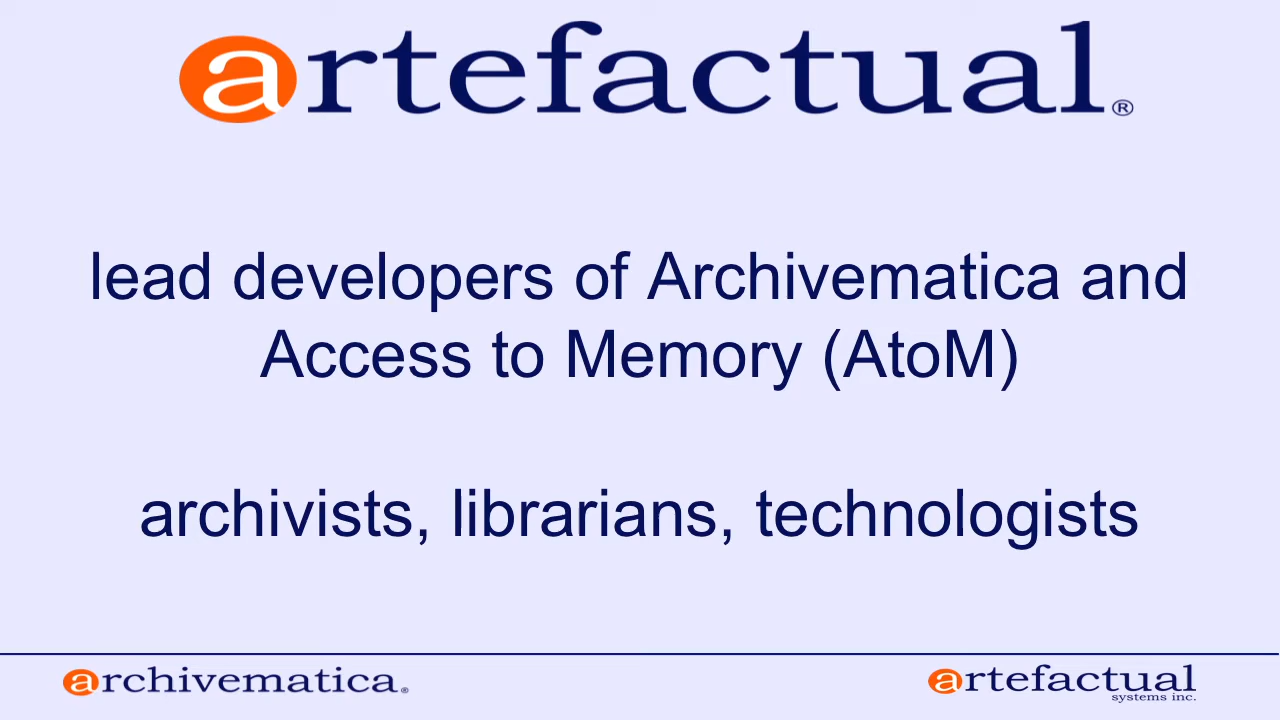 artefactual®
lead developers of Archivematica and
Access to Memory (AtoM)
archivists, librarians, technologists
archivematica®
artefactual
systems inc.